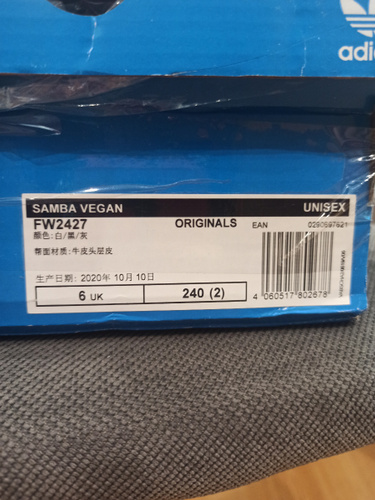 adidas
SAMBA VEGAN UNISEX
FW2427 ORIGINALS EAN 0290597821
颜色: 白/黑/灰
帮面材质: 牛皮头层皮
生产日期: 2020年 10月 10日
6 UK 240 (2)
4 060517 802678